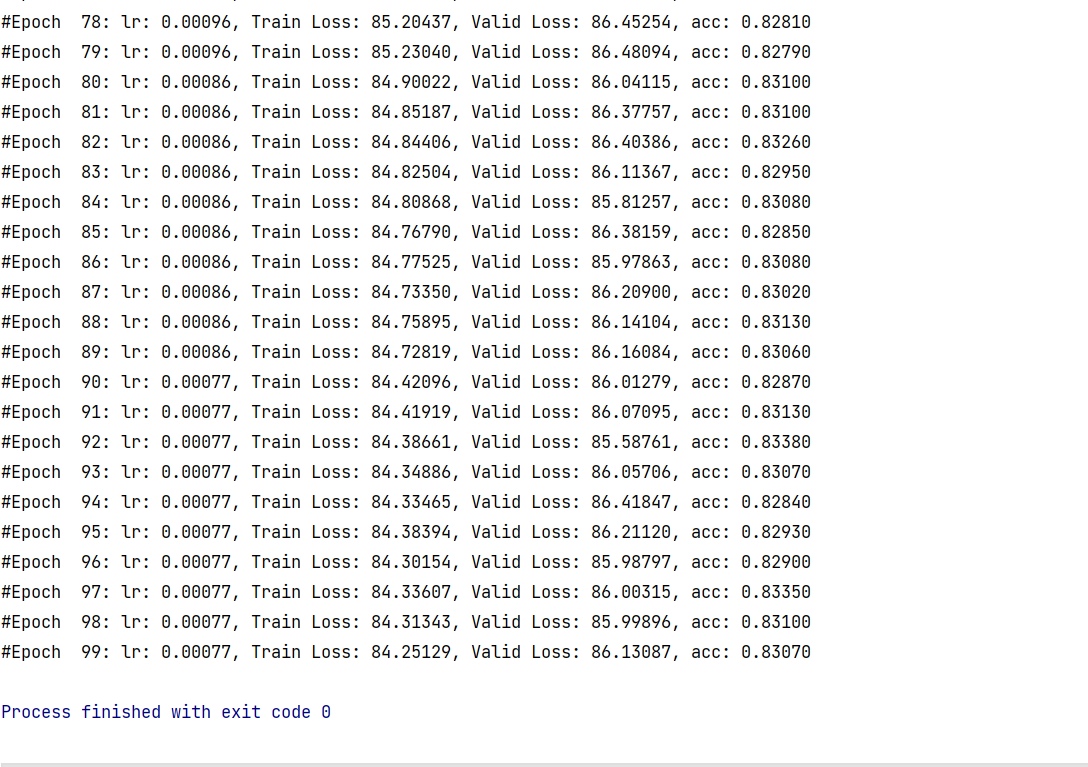 #Epoch  78: lr: 0.00096, Train Loss: 85.20437, Valid Loss: 86.45254, acc: 0.82810
#Epoch  79: lr: 0.00096, Train Loss: 85.23040, Valid Loss: 86.48094, acc: 0.82790
#Epoch  80: lr: 0.00086, Train Loss: 84.90022, Valid Loss: 86.04115, acc: 0.83100
#Epoch  81: lr: 0.00086, Train Loss: 84.85187, Valid Loss: 86.37757, acc: 0.83100
#Epoch  82: lr: 0.00086, Train Loss: 84.84406, Valid Loss: 86.40386, acc: 0.83260
#Epoch  83: lr: 0.00086, Train Loss: 84.82504, Valid Loss: 86.11367, acc: 0.82950
#Epoch  84: lr: 0.00086, Train Loss: 84.80868, Valid Loss: 85.81257, acc: 0.83080
#Epoch  85: lr: 0.00086, Train Loss: 84.76790, Valid Loss: 86.38159, acc: 0.82850
#Epoch  86: lr: 0.00086, Train Loss: 84.77525, Valid Loss: 85.97863, acc: 0.83080
#Epoch  87: lr: 0.00086, Train Loss: 84.73350, Valid Loss: 86.20900, acc: 0.83020
#Epoch  88: lr: 0.00086, Train Loss: 84.75895, Valid Loss: 86.14104, acc: 0.83130
#Epoch  89: lr: 0.00086, Train Loss: 84.72819, Valid Loss: 86.16084, acc: 0.83060
#Epoch  90: lr: 0.00077, Train Loss: 84.42096, Valid Loss: 86.01279, acc: 0.82870
#Epoch  91: lr: 0.00077, Train Loss: 84.41919, Valid Loss: 86.07095, acc: 0.83130
#Epoch  92: lr: 0.00077, Train Loss: 84.38661, Valid Loss: 85.58761, acc: 0.83380
#Epoch  93: lr: 0.00077, Train Loss: 84.34886, Valid Loss: 86.05706, acc: 0.83070
#Epoch  94: lr: 0.00077, Train Loss: 84.33465, Valid Loss: 86.41847, acc: 0.82840
#Epoch  95: lr: 0.00077, Train Loss: 84.38394, Valid Loss: 86.21120, acc: 0.82930
#Epoch  96: lr: 0.00077, Train Loss: 84.30154, Valid Loss: 85.98797, acc: 0.82900
#Epoch  97: lr: 0.00077, Train Loss: 84.33607, Valid Loss: 86.00315, acc: 0.83350
#Epoch  98: lr: 0.00077, Train Loss: 84.31343, Valid Loss: 85.99896, acc: 0.83100
#Epoch  99: lr: 0.00077, Train Loss: 84.25129, Valid Loss: 86.13087, acc: 0.83070
Process finished with exit code 0